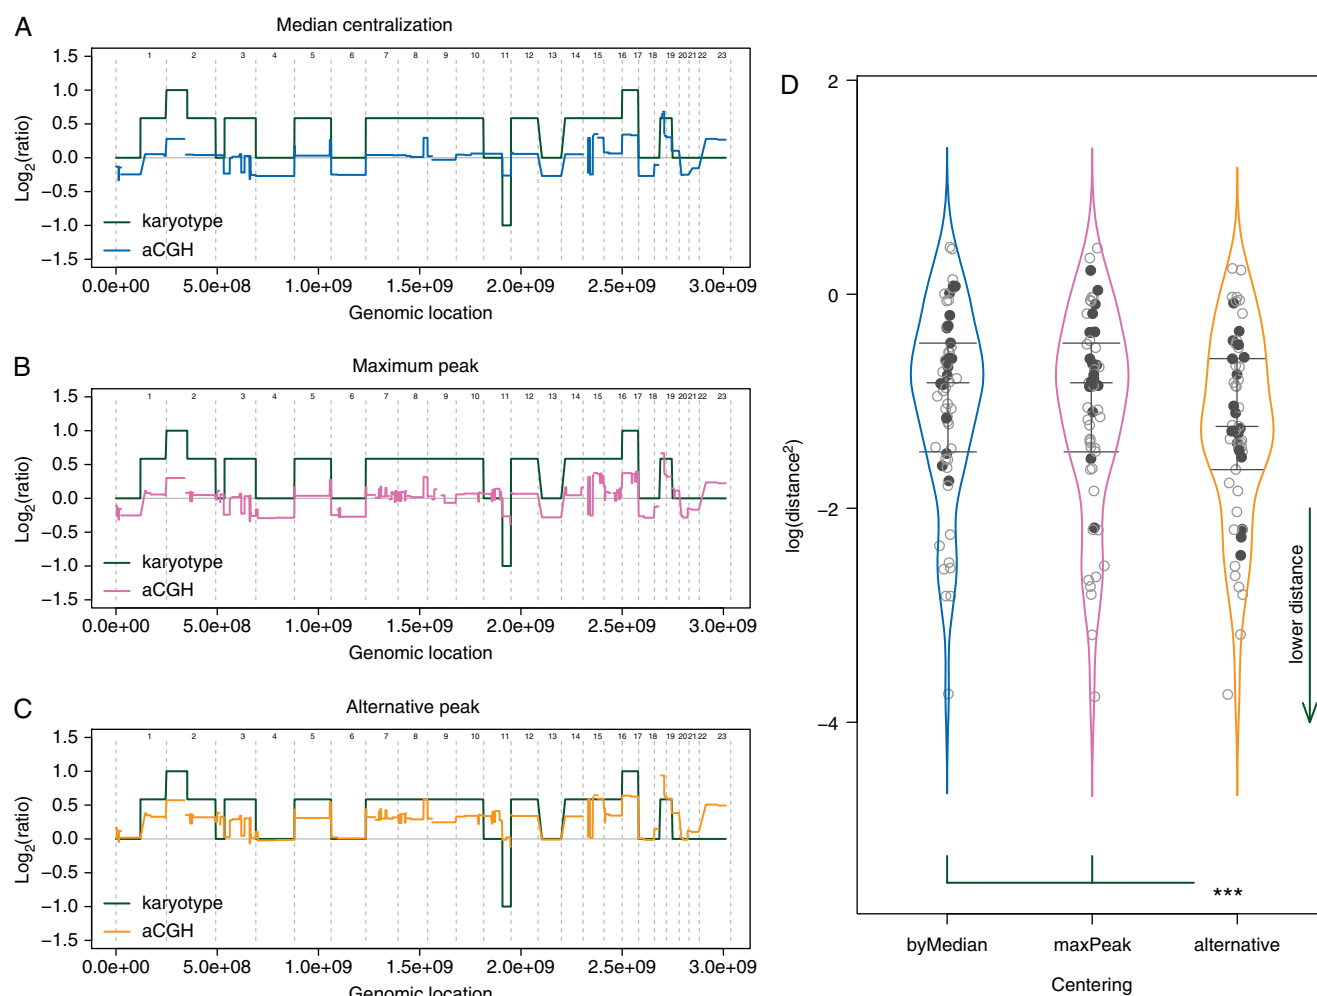 A
Median centralization
1 2 3 4 5 6 7 8 9 10 11 12 13 14 15 16 17 18 19 20 21 22 23
1.5
1.0
0.5
0.0
−0.5
−1.0
−1.5
Log2(ratio)
karyotype
aCGH
0.0e+00 5.0e+08 1.0e+09 1.5e+09 2.0e+09 2.5e+09 3.0e+09
Genomic location
B
Maximum peak
1 2 3 4 5 6 7 8 9 10 11 12 13 14 15 16 17 18 19 20 21 22 23
1.5
1.0
0.5
0.0
−0.5
−1.0
−1.5
Log2(ratio)
karyotype
aCGH
0.0e+00 5.0e+08 1.0e+09 1.5e+09 2.0e+09 2.5e+09 3.0e+09
Genomic location
C
Alternative peak
1 2 3 4 5 6 7 8 9 10 11 12 13 14 15 16 17 18 19 20 21 22 23
1.5
1.0
0.5
0.0
−0.5
−1.0
−1.5
Log2(ratio)
karyotype
aCGH
0.0e+00 5.0e+08 1.0e+09 1.5e+09 2.0e+09 2.5e+09 3.0e+09
Genomic location
D
2
0
−2
−4
log(distance²)
lower distance
***
byMedian maxPeak alternative
Centering